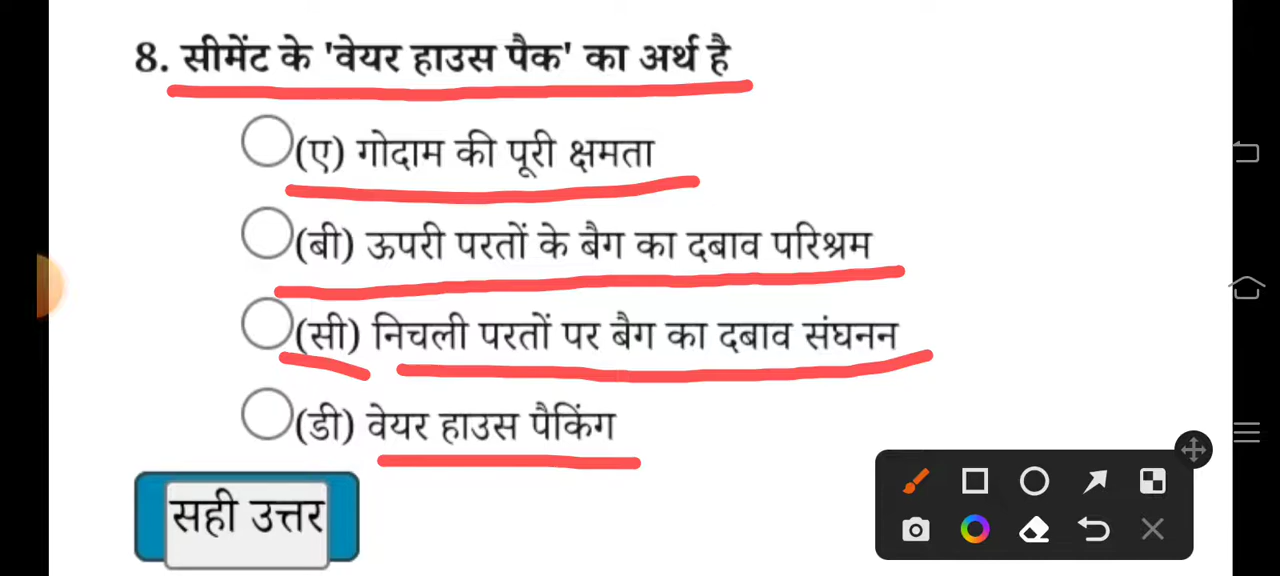 8. सीमेंट के 'वेयर हाउस पैक' का अर्थ है
(ए) गोदाम की पूरी क्षमता
(बी) ऊपरी परतों के बैग का दबाव परिश्रम
(सी) निचली परतों पर बैग का दबाव संघनन
(डी) वेयर हाउस पैकिंग
सही उत्तर